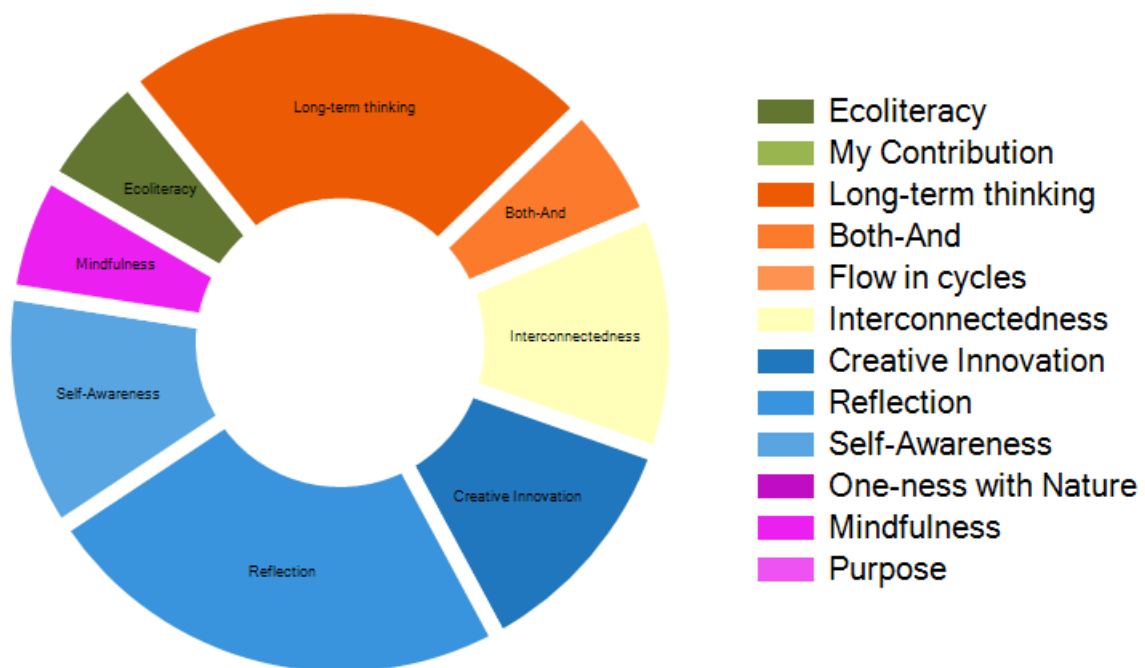 Long-term thinking
Both-And
Ecoliteracy
Mindfulness
Interconnectedness
Self-Awareness
Creative Innovation
Reflection
Ecoliteracy
My Contribution
Long-term thinking
Both-And
Flow in cycles
Interconnectedness
Creative Innovation
Reflection
Self-Awareness
One-ness with Nature
Mindfulness
Purpose